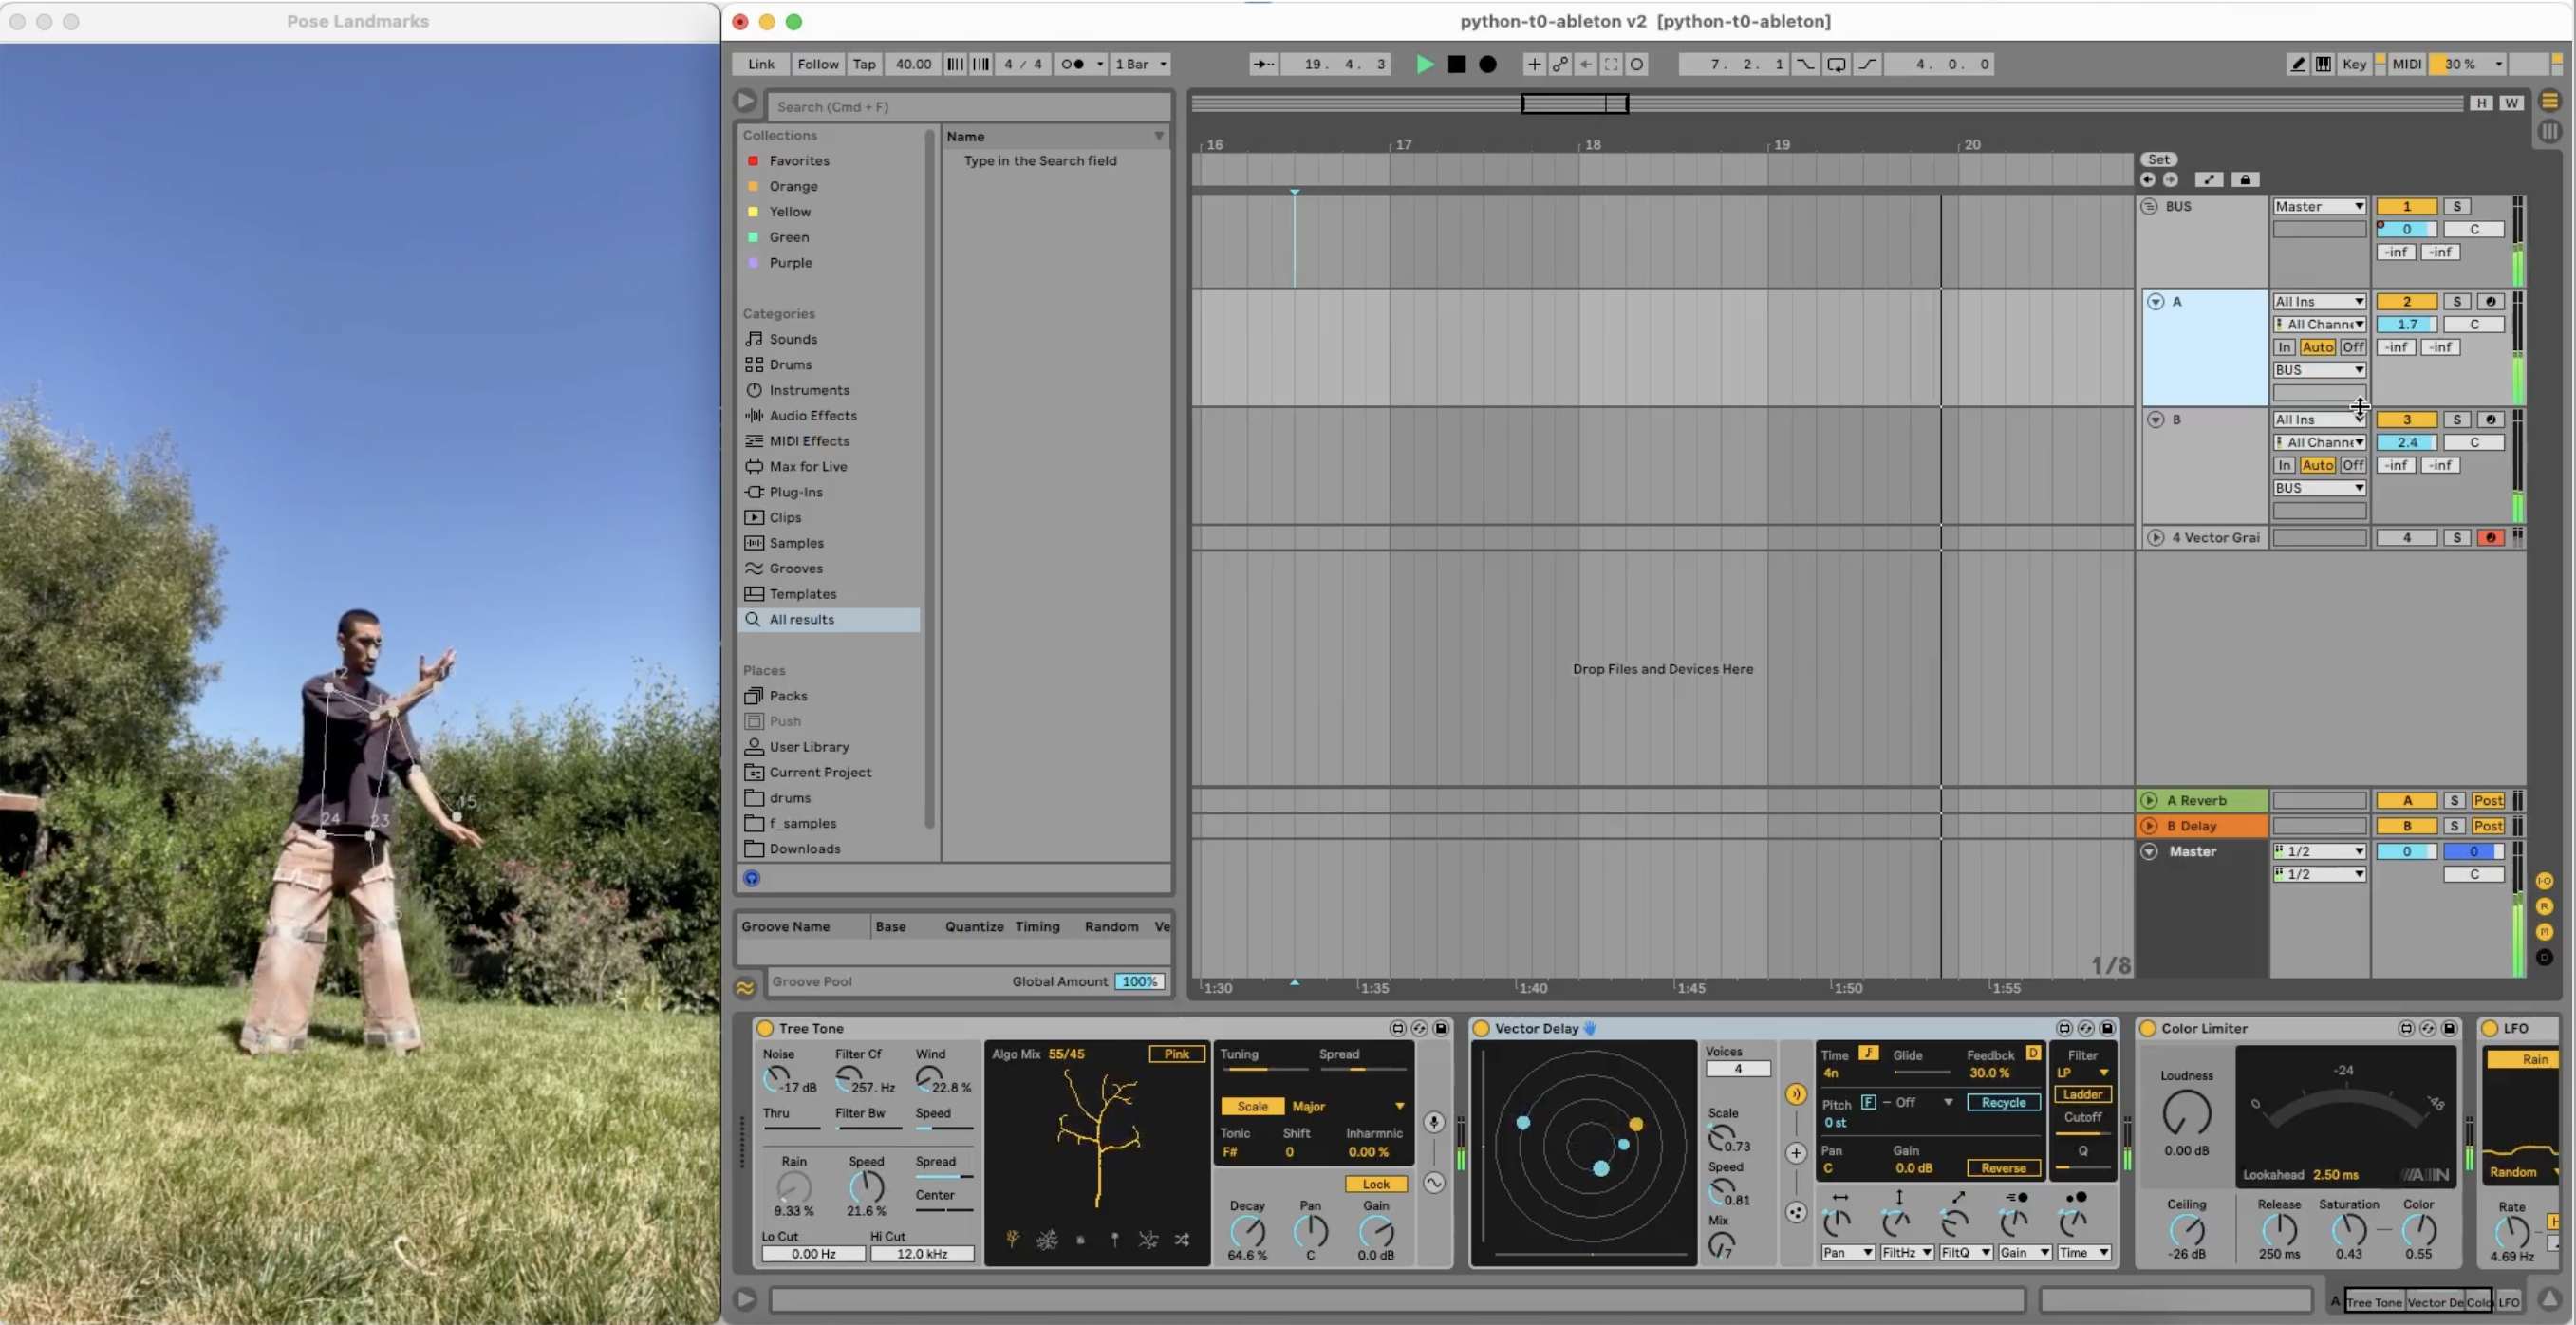 Pose Landmarks
12
24
23
15
python-t0-ableton v2 [python-t0-ableton]
Link Follow Tap 40.00 4 / 4 1 Bar 19. 4. 3 7. 2. 1 4. 0. 0 Key MIDI 30 %
Search (Cmd + F)
H W
Collections
Favorites
Orange
Yellow
Green
Purple
Categories
Sounds
Drums
Instruments
Audio Effects
MIDI Effects
Max for Live
Plug-Ins
Clips
Samples
Grooves
Templates
All results
Places
Packs
Push
User Library
Current Project
drums
f_samples
Downloads
Name
Type in the Search field
Groove Name Base Quantize Timing Random Ve
Groove Pool Global Amount 100%
16 17 18 19 20
Set
BUS Master 1 S
0 C
-inf -inf
A All Ins 2 S
All Channe 1.7 C
In Auto Off -inf -inf
BUS
B All Ins 3 S
All Channe 2.4 C
In Auto Off -inf -inf
BUS
4 Vector Grai 4 S
Drop Files and Devices Here
A Reverb A S Post
B Delay B S Post
Master 1/2 0 0
1/2 C
I·O
R
M
D
1/8
1:30 1:35 1:40 1:45 1:50 1:55
Tree Tone
Noise Filter Cf Wind
-17 dB 257. Hz 22.8 %
Thru Filter Bw Speed
Rain Speed Spread
Center
9.33 % 21.6 %
Lo Cut Hi Cut
0.00 Hz 12.0 kHz
Algo Mix 55/45 Pink
Tuning Spread
Scale Major
Tonic Shift Inharmnic
F# 0 0.00 %
Lock
Decay Pan Gain
64.6 % C 0.0 dB
Vector Delay
Voices
4
Scale
0.73
Speed
0.81
Mix
Time Glide Feedbck D
4n 30.0 %
Pitch F Off Recycle
0 st
Pan Gain
C 0.0 dB Reverse
Filter
LP
Ladder
Cutoff
Q
Pan FiltHz FiltQ Gain Time
Color Limiter
Loudness
0.00 dB
0 -24 -48
Lookahead 2.50 ms
Ceiling Release Saturation Color
-26 dB 250 ms 0.43 0.55
LFO
Rain
Random
Rate
4.69 Hz
A Tree Tone Vector De Colo LFO